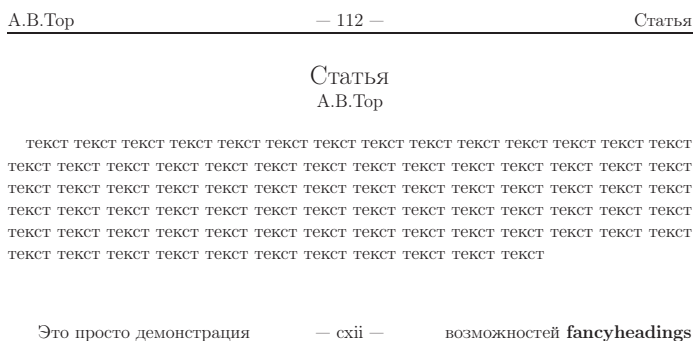 А.В.Тор — 112 — Статья
Статья
А.В.Тор
текст текст текст текст текст текст текст текст текст текст текст текст текст текст
текст текст текст текст текст текст текст текст текст текст текст текст текст текст
текст текст текст текст текст текст текст текст текст текст текст текст текст текст
текст текст текст текст текст текст текст текст текст текст текст текст текст текст
текст текст текст текст текст текст текст текст текст текст текст текст текст текст
текст текст текст текст текст текст текст текст текст текст текст
Это просто демонстрация — cxii — возможностей fancyheadings